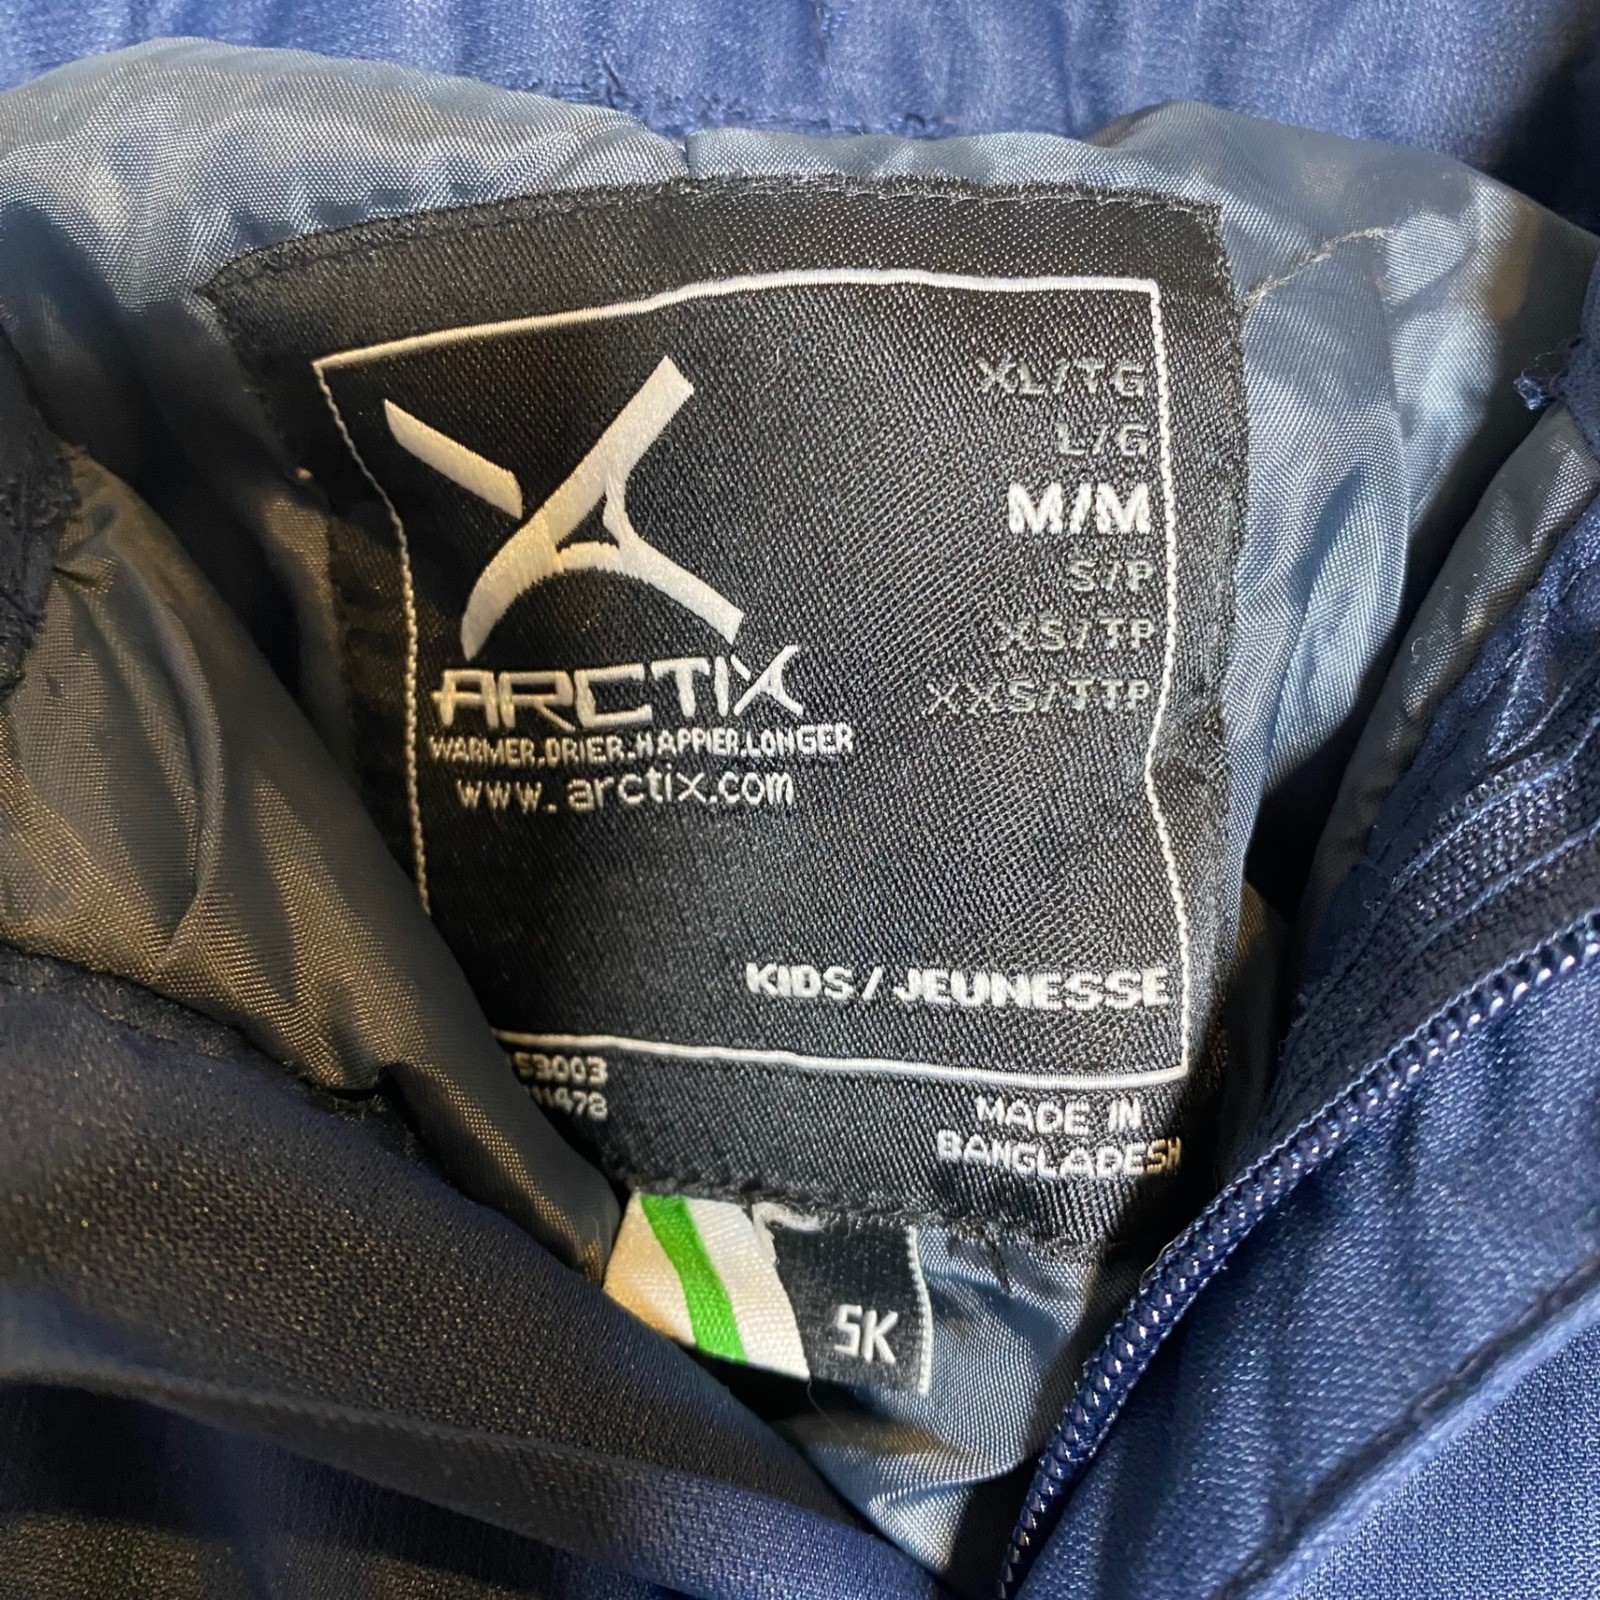 XL/TG
L/G
M/M
S/P
XS/TP
XXS/TTP
ARCTIX
WARMER.DRIER.HAPPIER.LONGER
www.arctix.com
KIDS / JEUNESSE
53003
MADE IN
BANGLADESH
5K